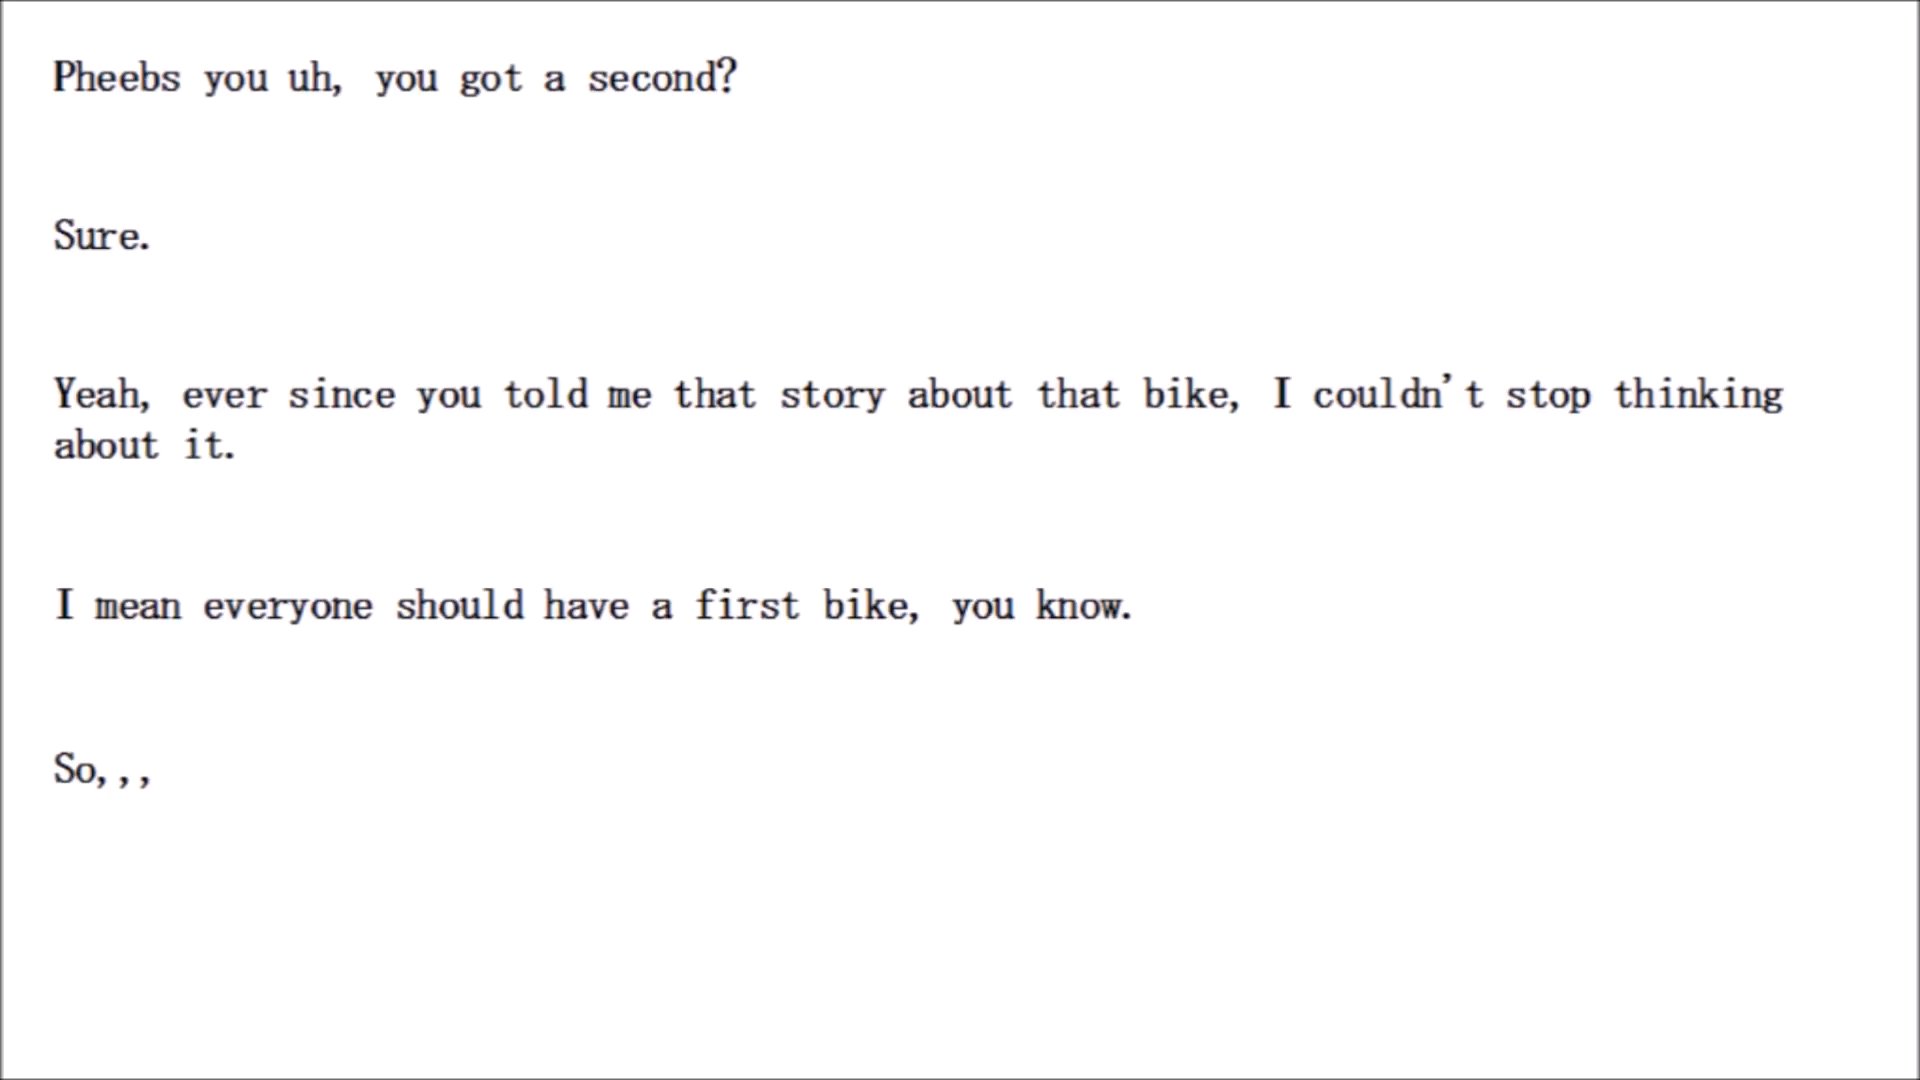 Pheebs you uh, you got a second?
Sure.
Yeah, ever since you told me that story about that bike, I couldn't stop thinking
about it.
I mean everyone should have a first bike, you know.
So,,,